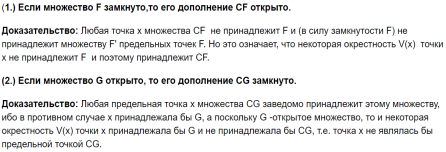 (1.) Если множество F замкнуто,то его дополнение CF открыто.
Доказательство: Любая точка x множества CF не принадлежит F и (в силу замкнутости F) не
принадлежит множеству F' предельных точек F. Но это означает, что некоторая окрестность V(x) точки
x не принадлежит F и поэтому принадлежит CF.
(2.) Если множество G открыто, то его дополнение CG замкнуто.
Доказательство: Любая предельная точка x множества CG заведомо принадлежит этому множеству,
ибо в противном случае x принадлежала бы G, а поскольку G -открытое множество, то и некоторая
окрестность V(x) точки x принадлежала бы G и не принадлежала бы CG, т.е. точка x не являлась бы
предельной точкой CG.